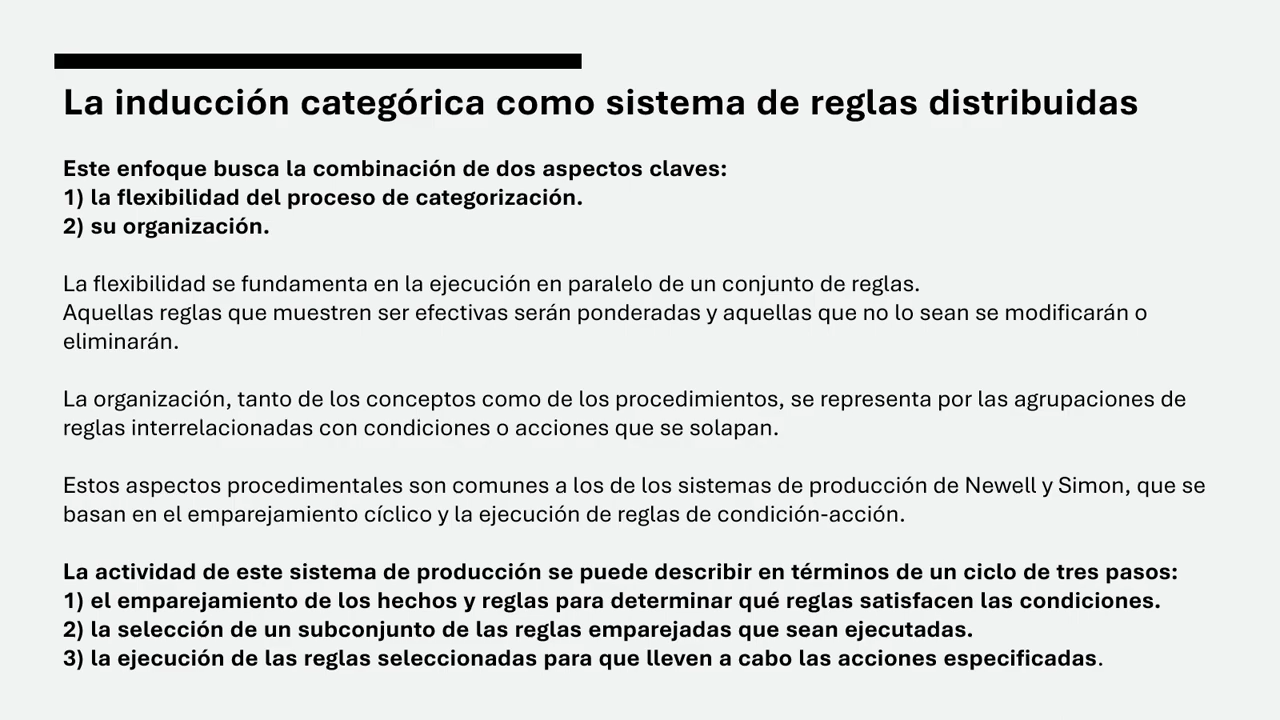 La inducción categórica como sistema de reglas distribuidas
Este enfoque busca la combinación de dos aspectos claves:
1) la flexibilidad del proceso de categorización.
2) su organización.
La flexibilidad se fundamenta en la ejecución en paralelo de un conjunto de reglas.
Aquellas reglas que muestren ser efectivas serán ponderadas y aquellas que no lo sean se modificarán o
eliminarán.
La organización, tanto de los conceptos como de los procedimientos, se representa por las agrupaciones de
reglas interrelacionadas con condiciones o acciones que se solapan.
Estos aspectos procedimentales son comunes a los de los sistemas de producción de Newell y Simon, que se
basan en el emparejamiento cíclico y la ejecución de reglas de condición-acción.
La actividad de este sistema de producción se puede describir en términos de un ciclo de tres pasos:
1) el emparejamiento de los hechos y reglas para determinar qué reglas satisfacen las condiciones.
2) la selección de un subconjunto de las reglas emparejadas que sean ejecutadas.
3) la ejecución de las reglas seleccionadas para que lleven a cabo las acciones especificadas.